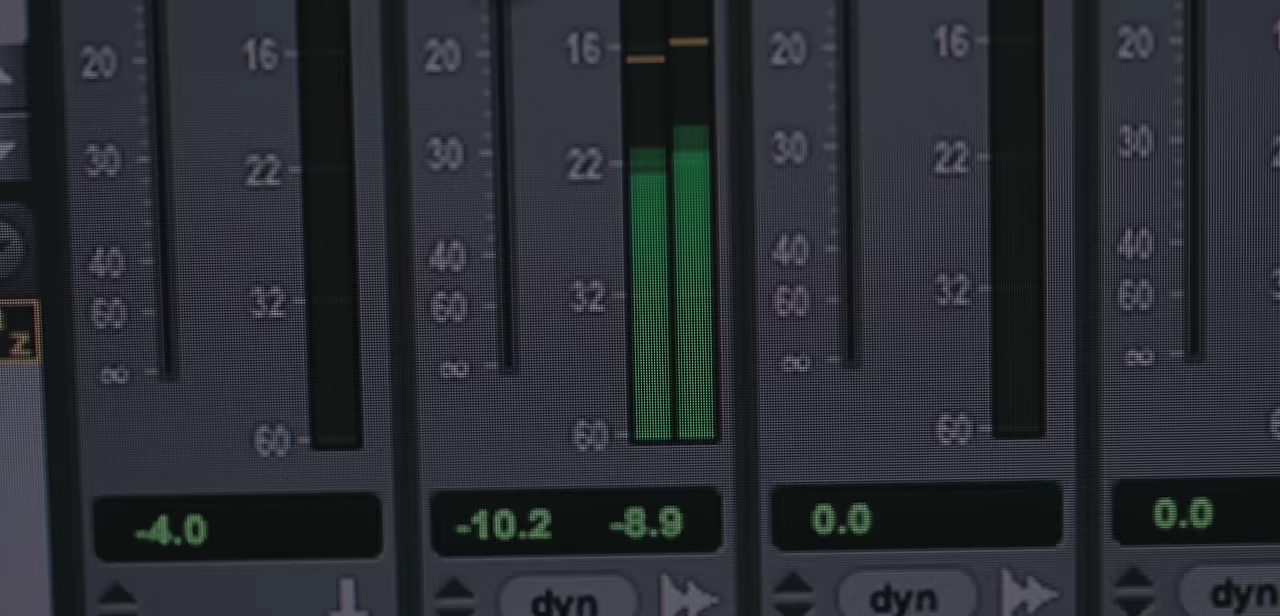 20 16 20 16 20 16 20
30 22 30 22 30 22 30
40 32 40 32 40 32 40
60 60 60 60
∞ ∞ ∞ ∞
60 60 60
z
-4.0 -10.2 -8.9 0.0 0.0
dyn dyn dyn